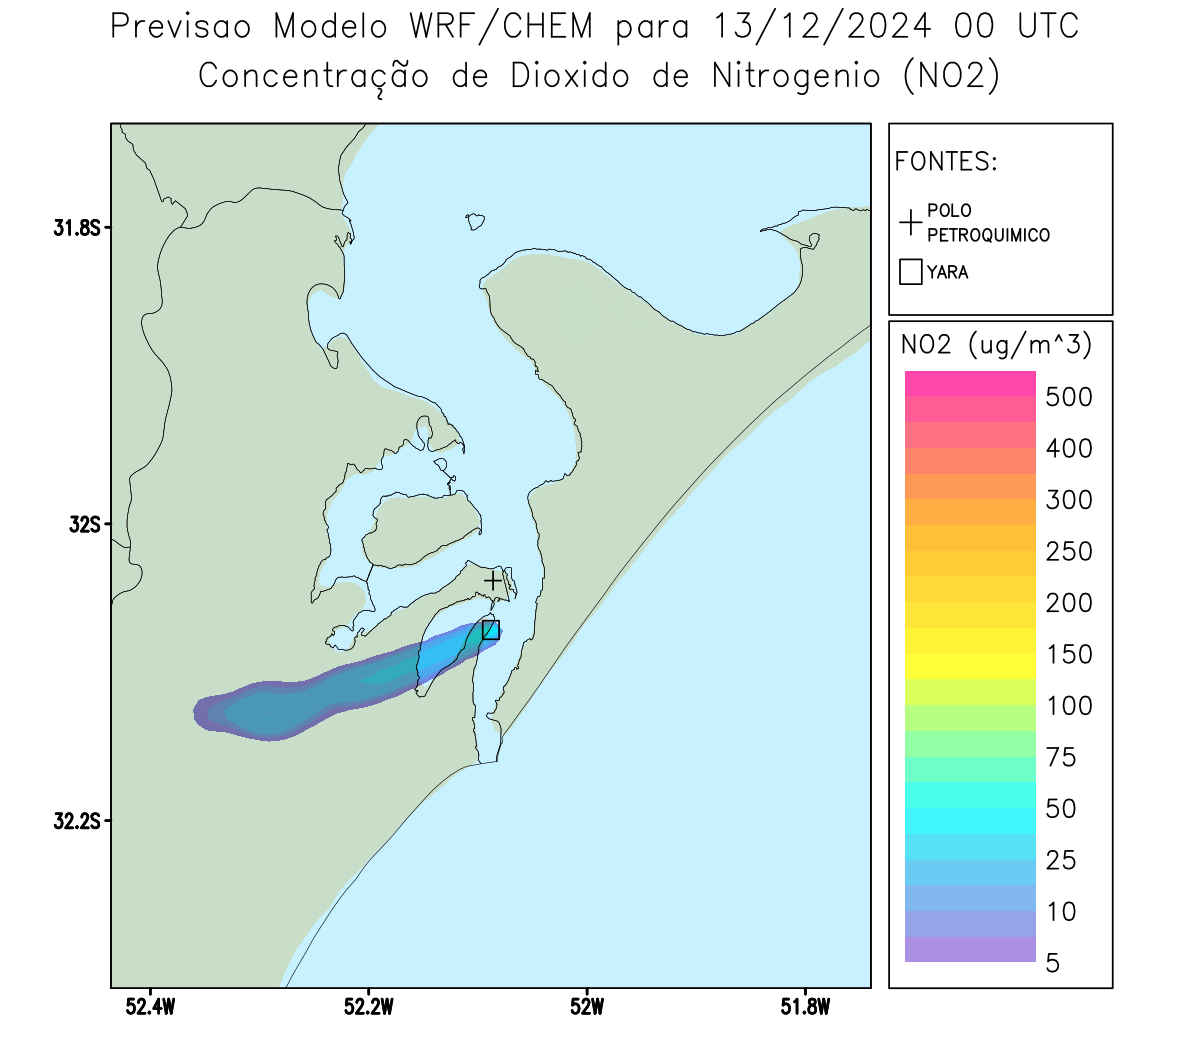 Previsao Modelo WRF/CHEM para 13/12/2024 00 UTC
Concentração de Dioxido de Nitrogenio (NO2)
FONTES:
POLO
PETROQUIMICO
YARA
NO2 (ug/m^3)
500
400
300
250
200
150
100
75
50
25
10
5
31.8S
32S
32.2S
52.4W
52.2W
52W
51.8W